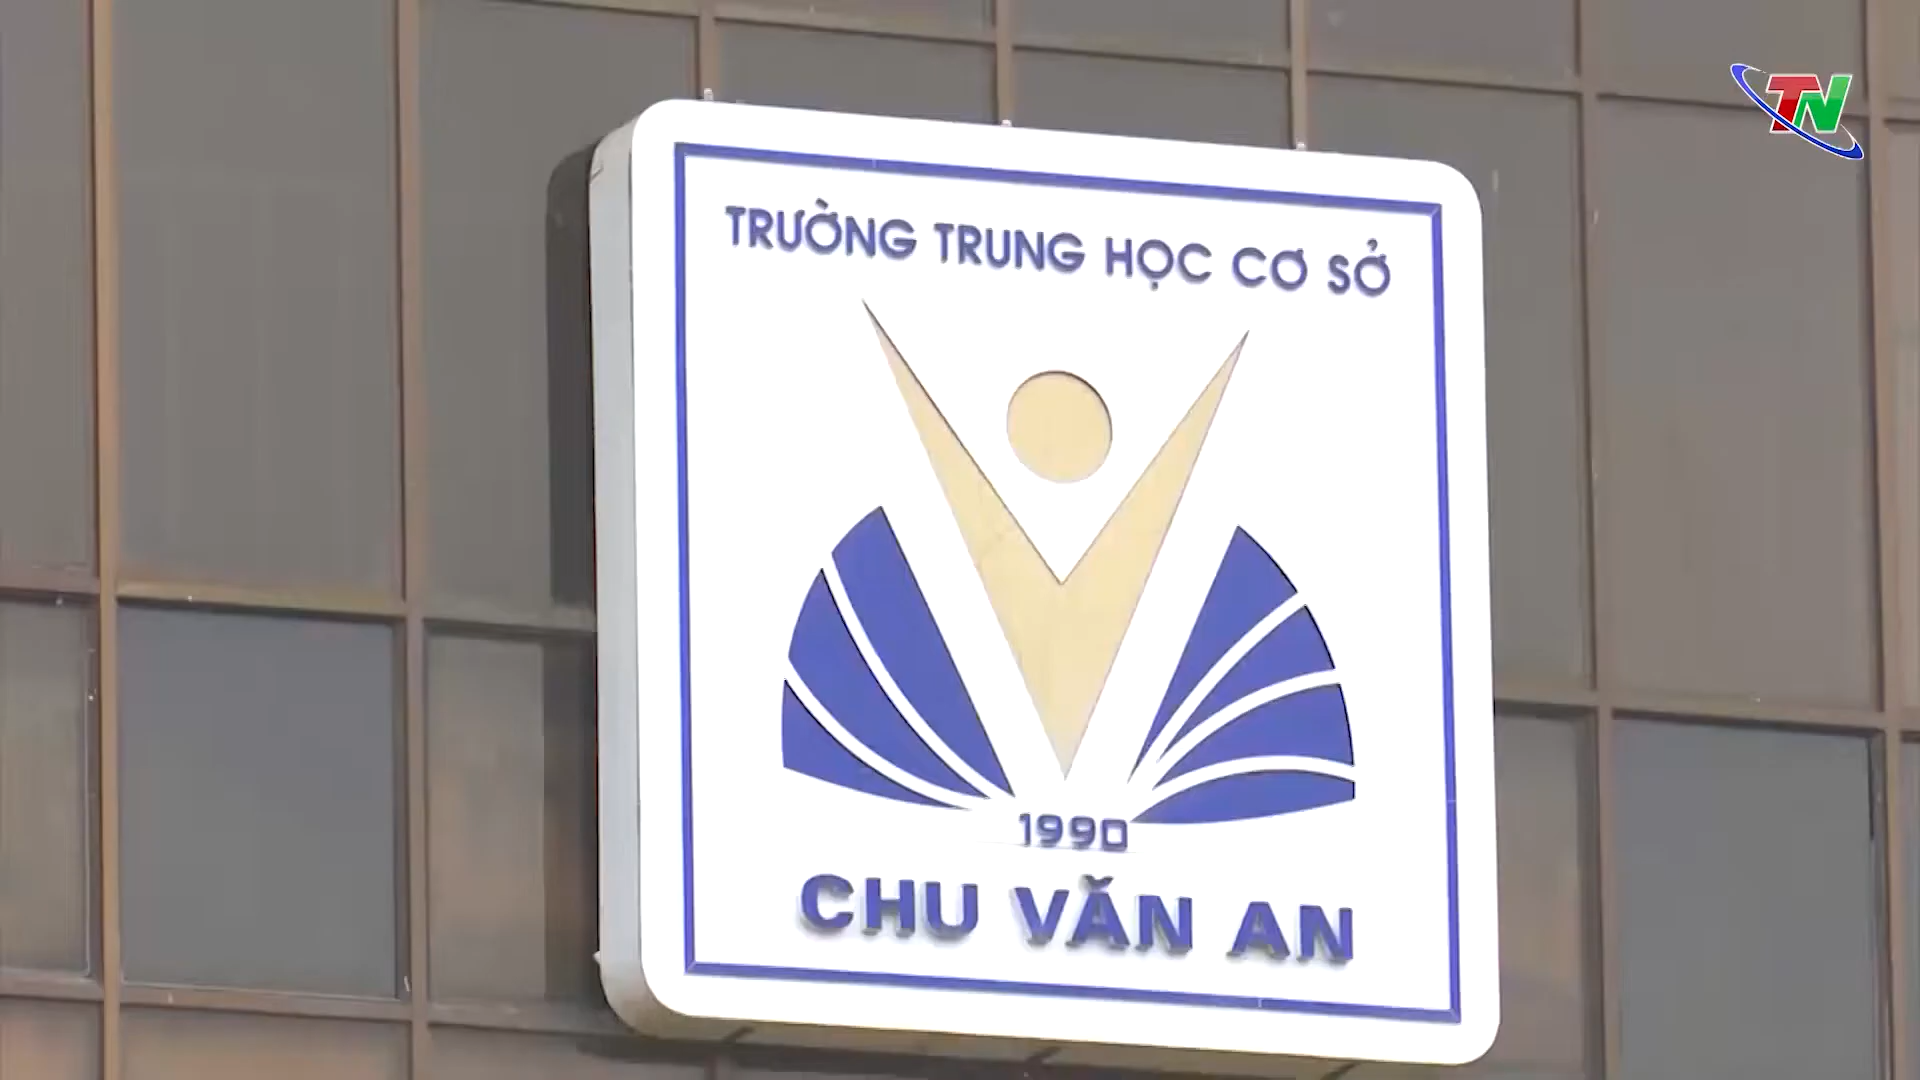 TN
TRƯỜNG TRUNG HỌC CƠ SỞ
1990
CHU VĂN AN